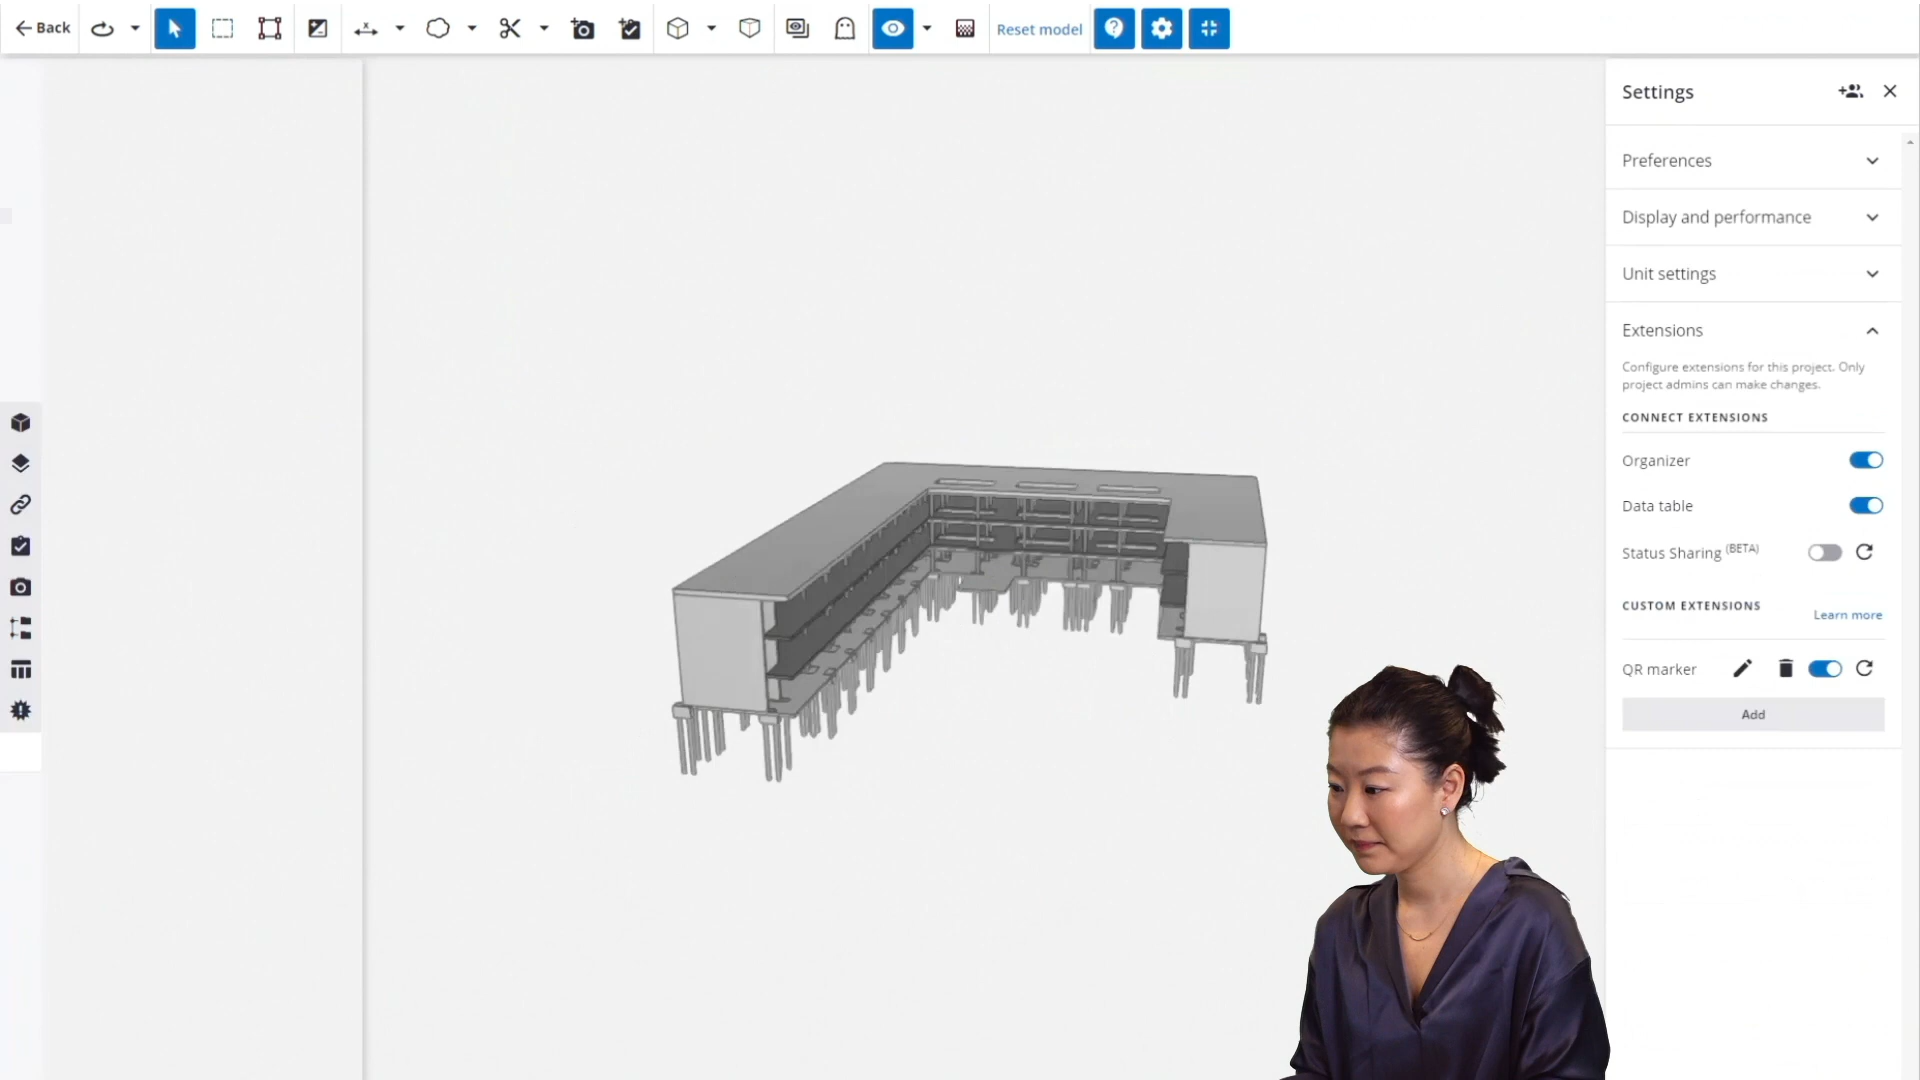 Back
Reset model
Settings
Preferences
Display and performance
Unit settings
Extensions
Configure extensions for this project. Only
project admins can make changes.
CONNECT EXTENSIONS
Organizer
Data table
Status Sharing (BETA)
CUSTOM EXTENSIONS
Learn more
QR marker
Add